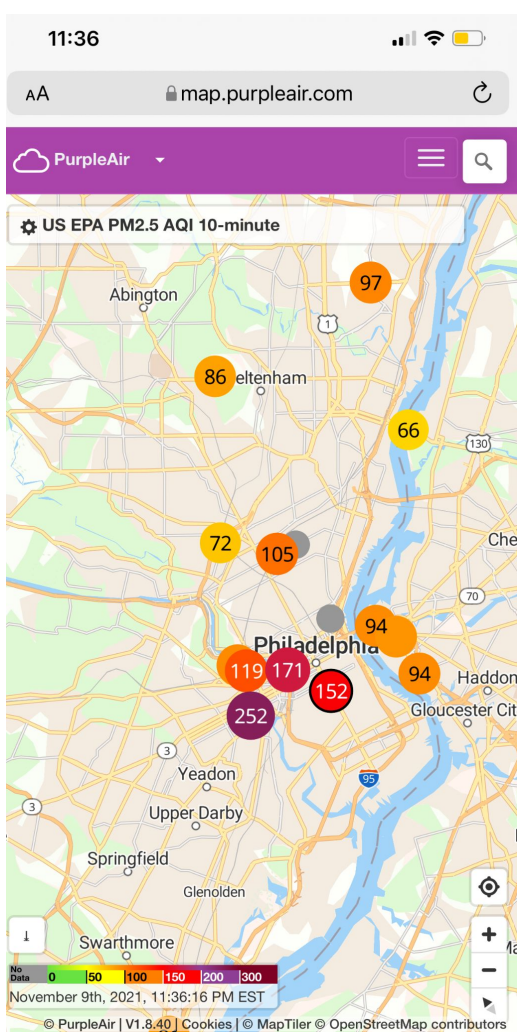 11:36
AA map.purpleair.com
PurpleAir
US EPA PM2.5 AQI 10-minute
97
Abington
1
86 eltenham
66
130
72
105
Che
70
94
Philadelphia
119 171 94
Haddon
152
Gloucester Cit
252
3
Yeadon
95
3
Upper Darby
Springfield
Glenolden
Swarthmore
No Data 0 50 100 150 200 300
November 9th, 2021, 11:36:16 PM EST
© PurpleAir | V1.8.40 | Cookies | © MapTiler © OpenStreetMap contributors